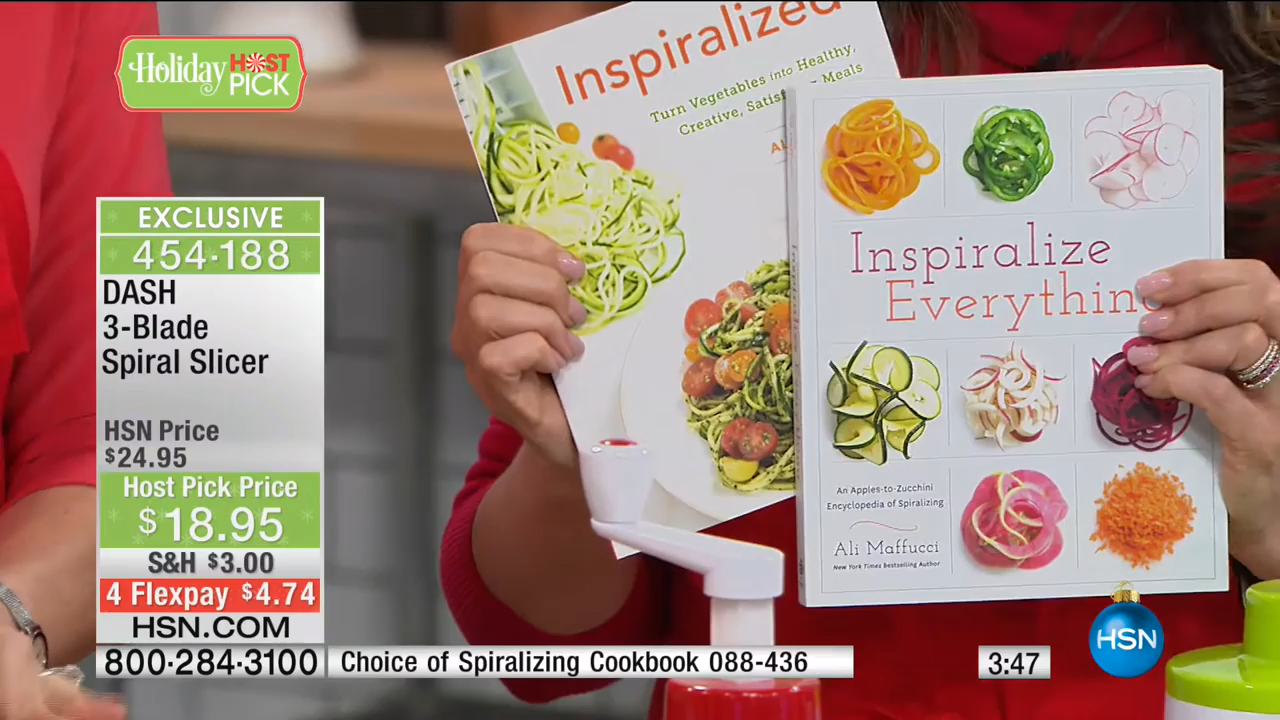 Holiday HOST
PICK
EXCLUSIVE
454·188
DASH
3-Blade
Spiral Slicer
HSN Price
$24.95
Host Pick Price
$18.95
S&H $3.00
4 Flexpay $4.74
HSN.COM
800·284·3100
Choice of Spiralizing Cookbook 088-436
3:47
HSN
Inspiralized
Turn Vegetables into Healthy,
Creative, Meals
Inspiralize
An Apples-to-Zucchini
Encyclopedia of Spiralizing
Ali Maffucci
New York Times Bestselling Author